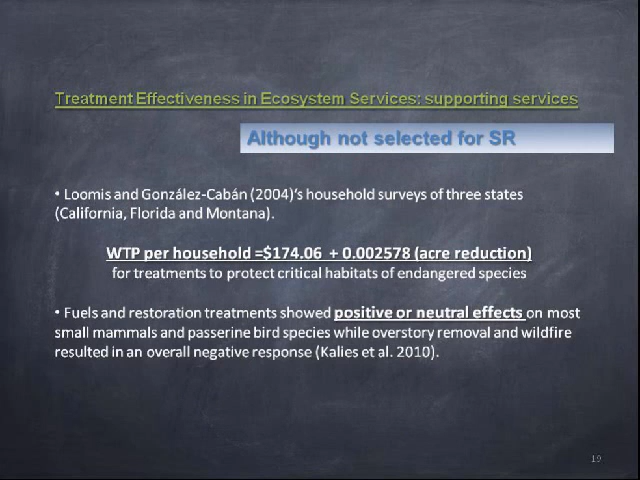 Treatment Effectiveness in Ecosystem Services: supporting services
Although not selected for SR
• Loomis and González-Cabán (2004)'s household surveys of three states
(California, Florida and Montana).
WTP per household =$174.06 + 0.002578 (acre reduction)
for treatments to protect critical habitats of endangered species
• Fuels and restoration treatments showed positive or neutral effects on most
small mammals and passerine bird species while overstory removal and wildfire
resulted in an overall negative response (Kalies et al. 2010).
19